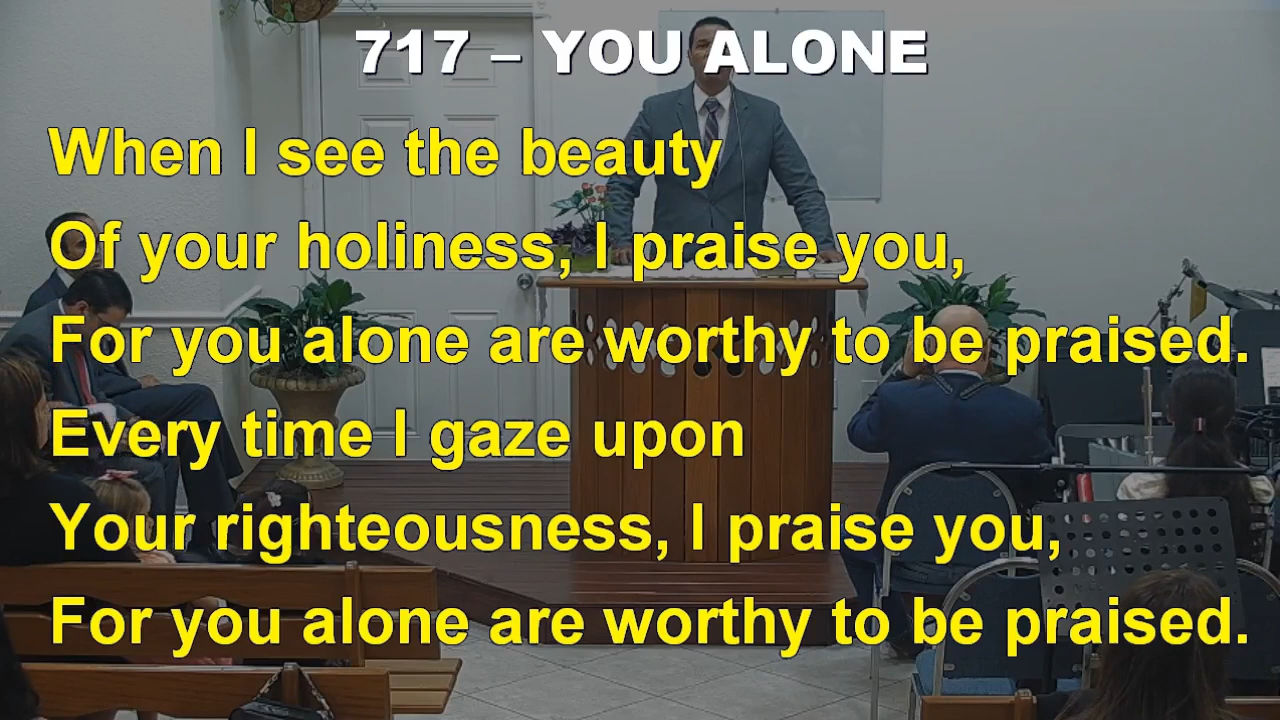 717 – YOU ALONE
When I see the beauty
Of your holiness, I praise you,
For you alone are worthy to be praised.
Every time I gaze upon
Your righteousness, I praise you,
For you alone are worthy to be praised.